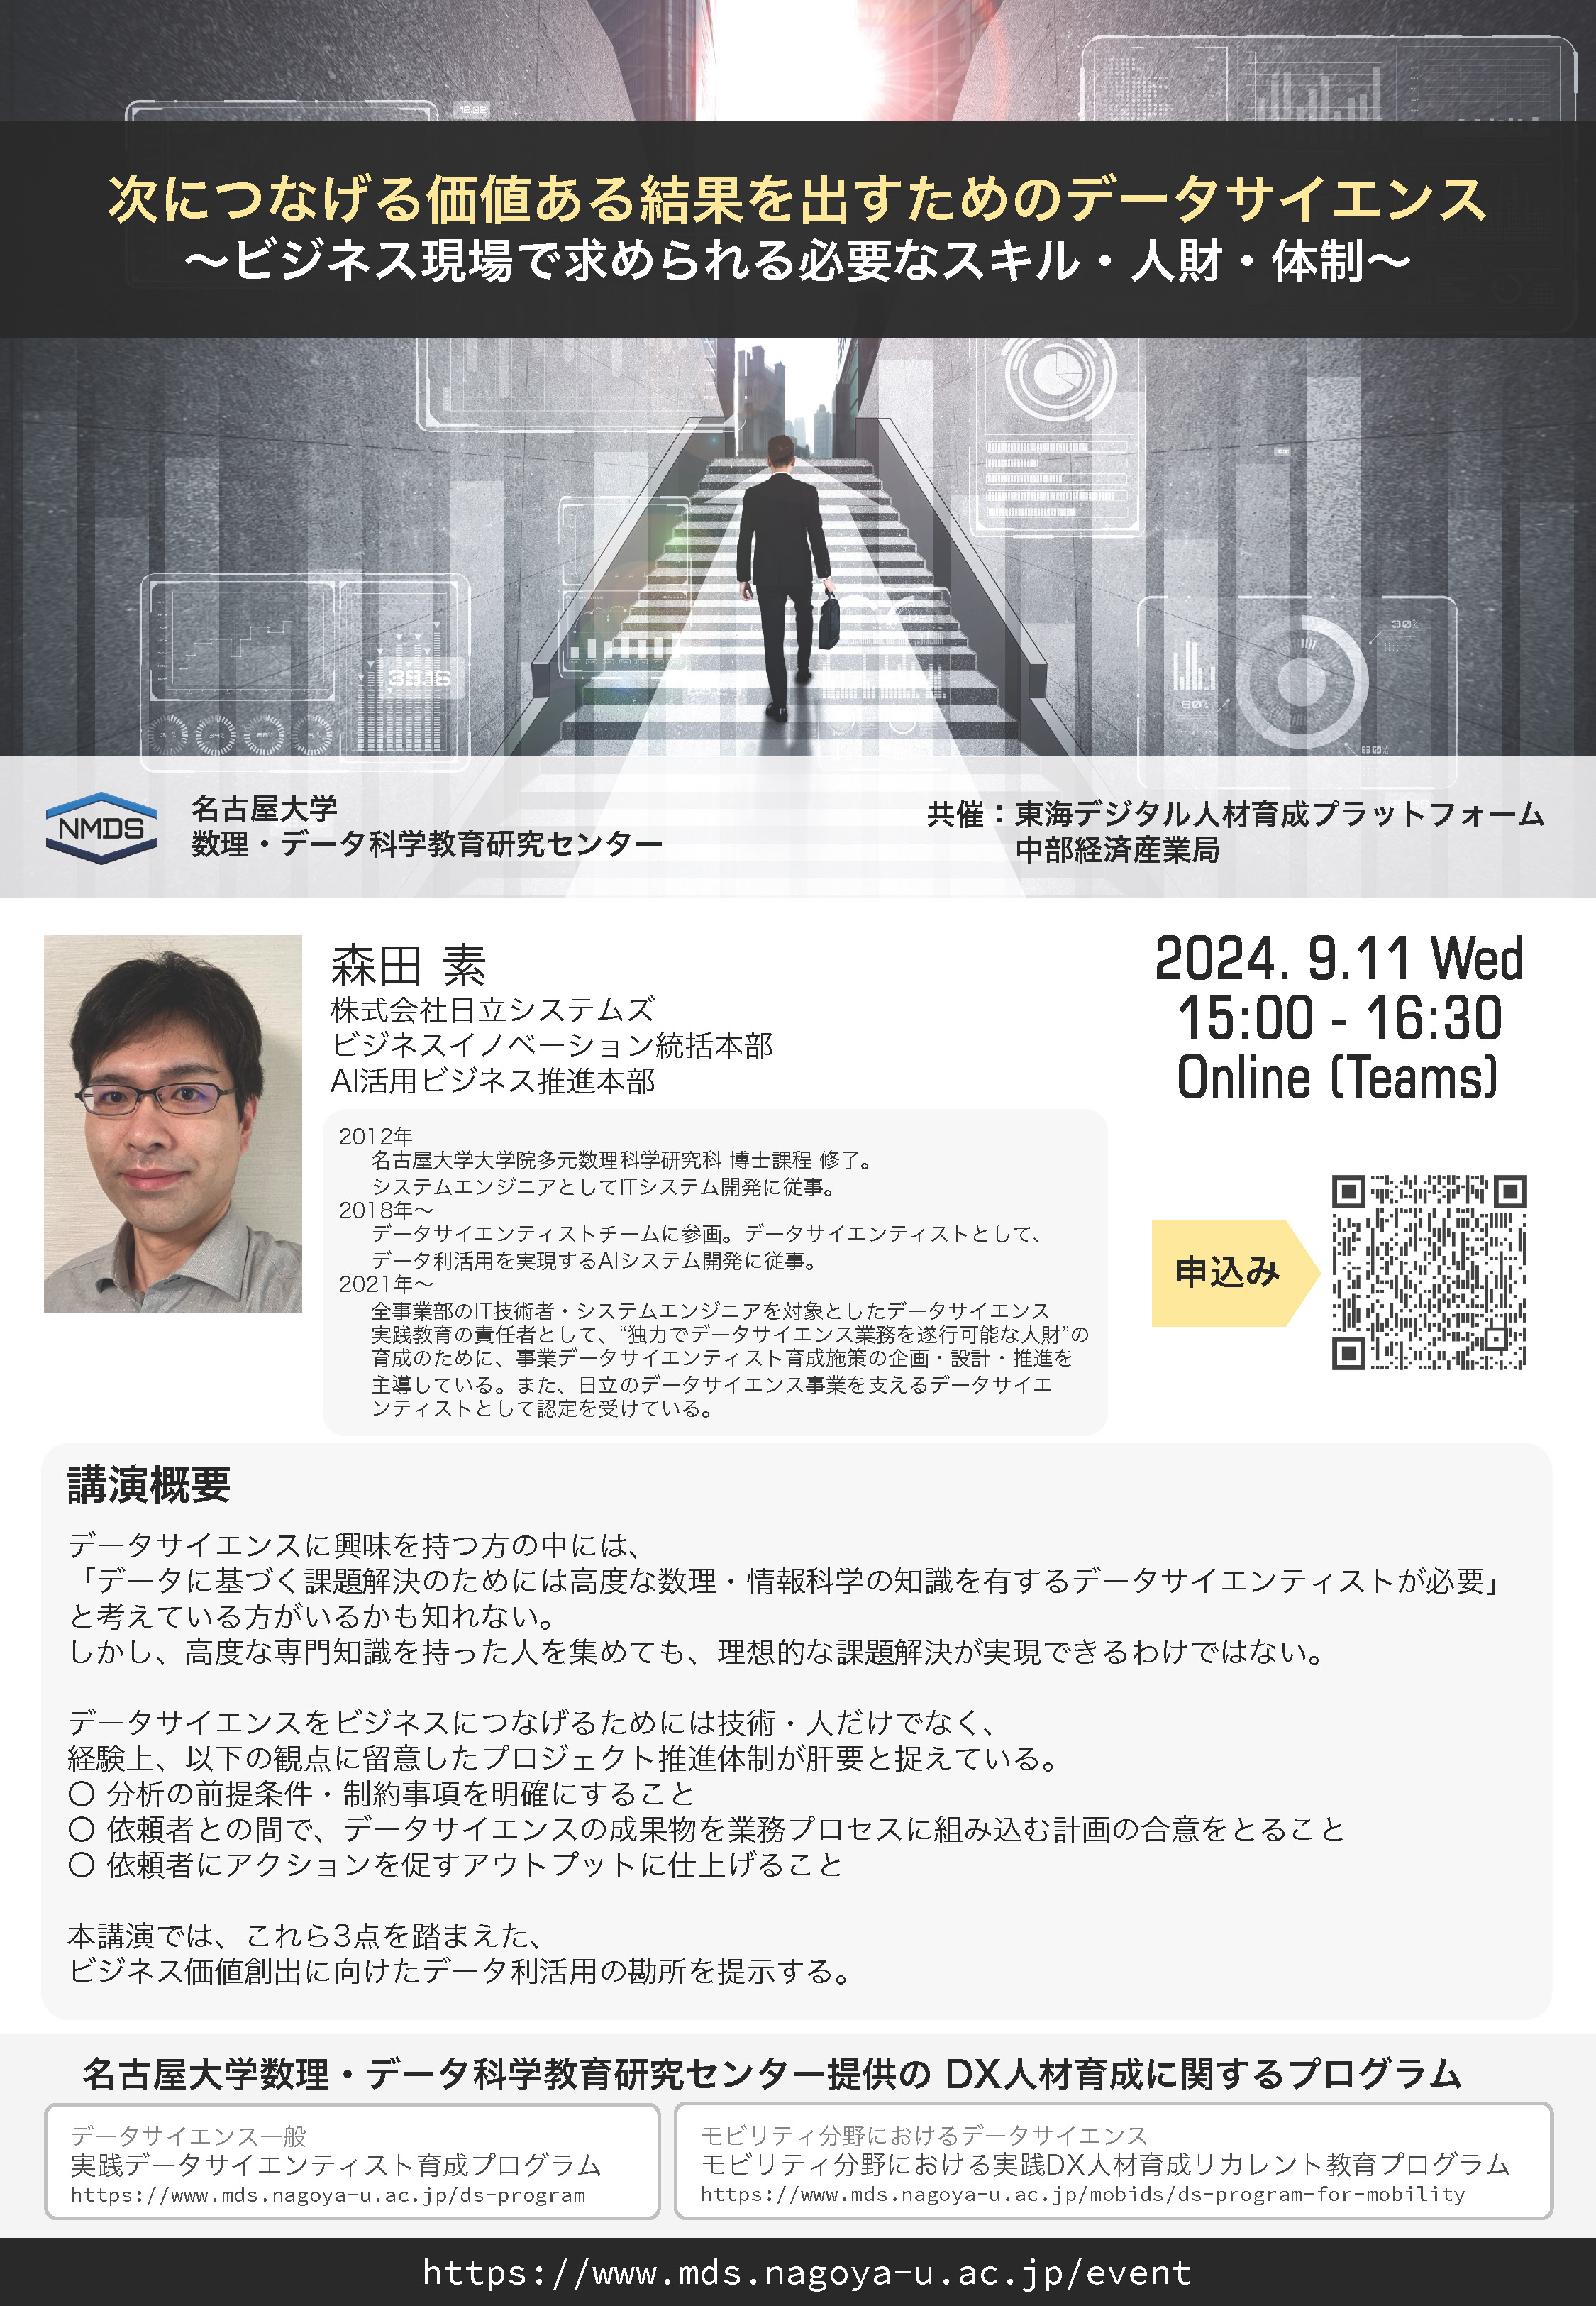 次につなげる価値ある結果を出すためのデータサイエンス
〜ビジネス現場で求められる必要なスキル・人財・体制〜
3916
30%
90%
60%
NMDS
名古屋大学
数理・データ科学教育研究センター
共催：東海デジタル人材育成プラットフォーム
中部経済産業局
森田 素
株式会社日立システムズ
ビジネスイノベーション統括本部
AI活用ビジネス推進本部
2024. 9.11 Wed
15:00 - 16:30
Online (Teams)
2012年
名古屋大学大学院多元数理科学研究科 博士課程 修了。
システムエンジニアとしてITシステム開発に従事。
2018年〜
データサイエンティストチームに参画。データサイエンティストとして、
データ利活用を実現するAIシステム開発に従事。
2021年〜
全事業部のIT技術者・システムエンジニアを対象としたデータサイエンス
実践教育の責任者として、“独力でデータサイエンス業務を遂行可能な人財”の
育成のために、事業データサイエンティスト育成施策の企画・設計・推進を
主導している。また、日立のデータサイエンス事業を支えるデータサイエ
ンティストとして認定を受けている。
申込み
講演概要
データサイエンスに興味を持つ方の中には、
「データに基づく課題解決のためには高度な数理・情報科学の知識を有するデータサイエンティストが必要」
と考えている方がいるかも知れない。
しかし、高度な専門知識を持った人を集めても、理想的な課題解決が実現できるわけではない。
データサイエンスをビジネスにつなげるためには技術・人だけでなく、
経験上、以下の観点に留意したプロジェクト推進体制が肝要と捉えている。
○ 分析の前提条件・制約事項を明確にすること
○ 依頼者との間で、データサイエンスの成果物を業務プロセスに組み込む計画の合意をとること
○ 依頼者にアクションを促すアウトプットに仕上げること
本講演では、これら3点を踏まえた、
ビジネス価値創出に向けたデータ利活用の勘所を提示する。
名古屋大学数理・データ科学教育研究センター提供の DX人材育成に関するプログラム
データサイエンス一般
実践データサイエンティスト育成プログラム
https://www.mds.nagoya-u.ac.jp/ds-program
モビリティ分野におけるデータサイエンス
モビリティ分野における実践DX人材育成リカレント教育プログラム
https://www.mds.nagoya-u.ac.jp/mobids/ds-program-for-mobility
https://www.mds.nagoya-u.ac.jp/event